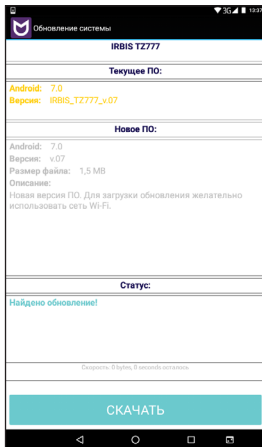 3G 13:37
Обновление системы
IRBIS TZ777
Текущее ПО:
Android: 7.0
Версия: IRBIS_TZ777_v.07
Новое ПО:
Android: 7.0
Версия: v.07
Размер файла: 1,5 MB
Описание:
Новая версия ПО. Для загрузки обновления желательно
использовать сеть Wi-Fi.
Статус:
Найдено обновление!
Скорость: 0 bytes, 0 seconds осталось
СКАЧАТЬ